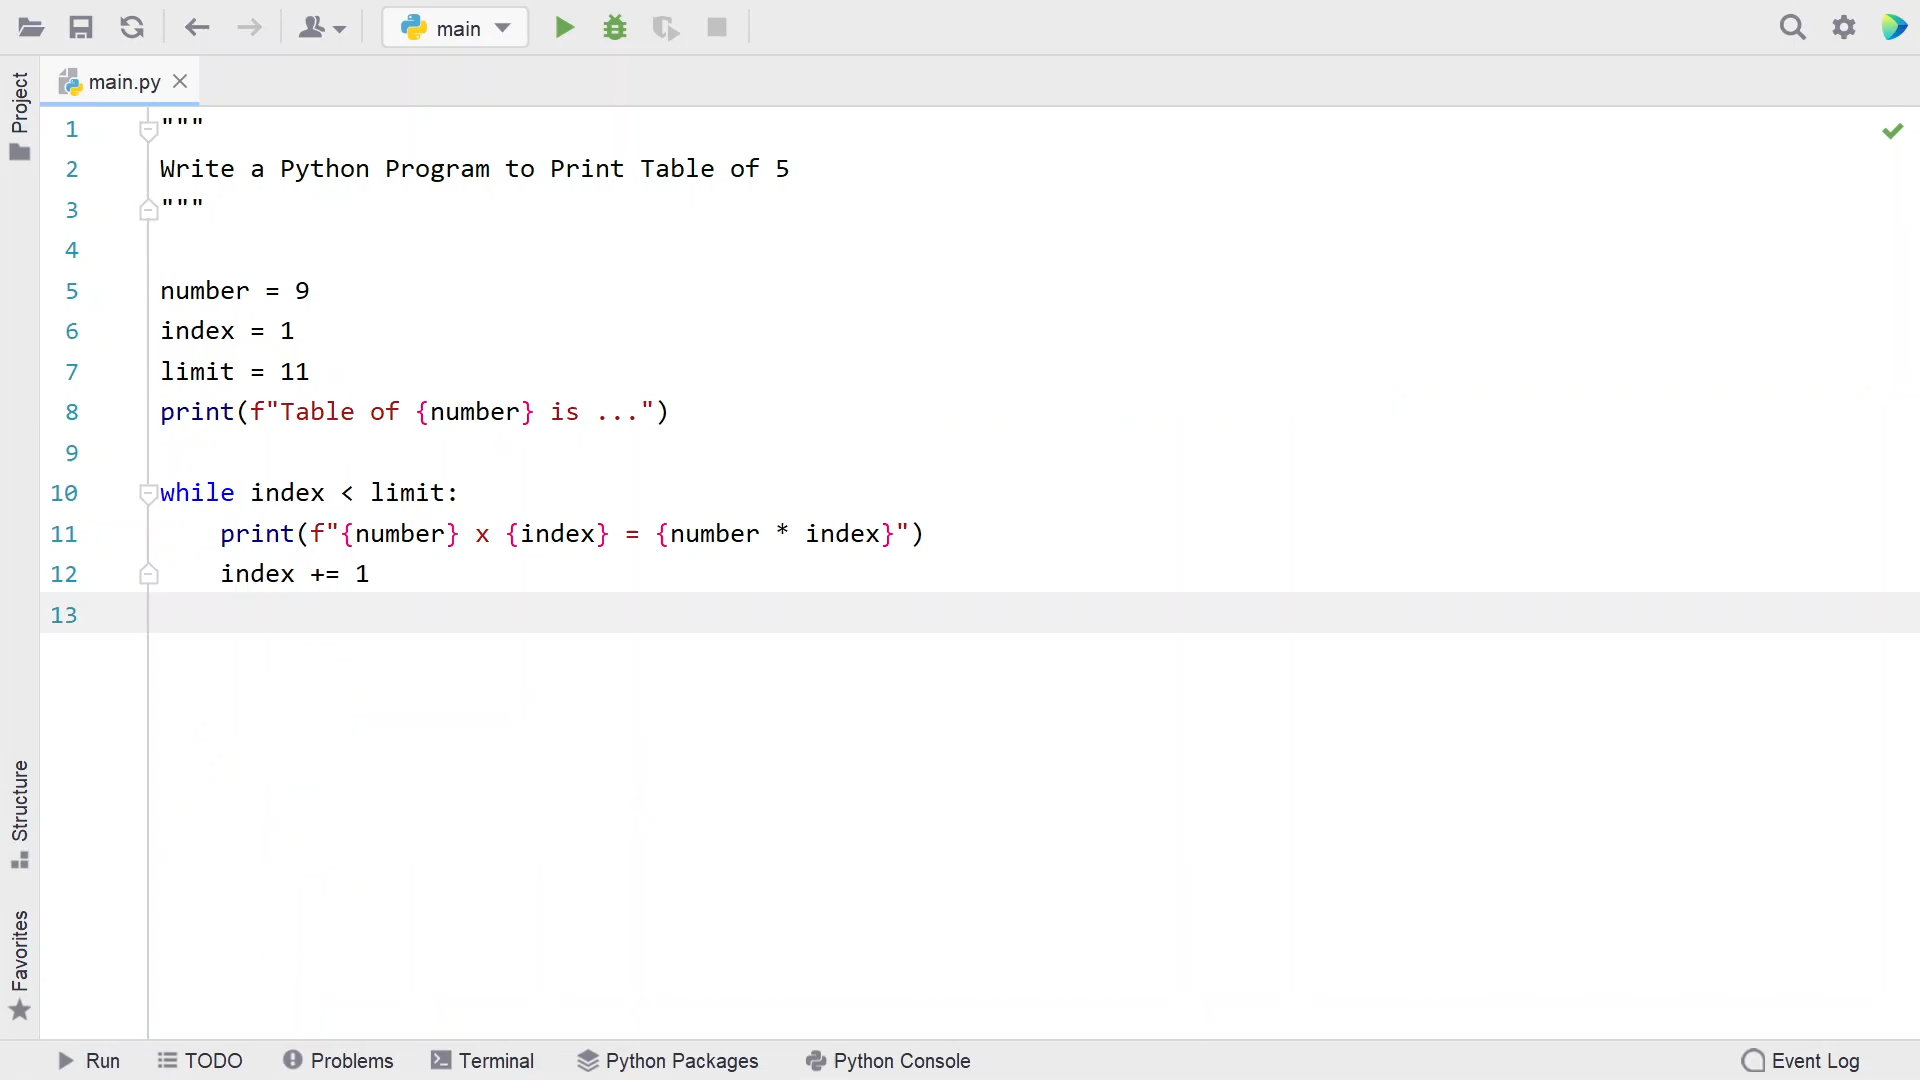 main
main.py
Project
1 """
2 Write a Python Program to Print Table of 5
3 """
4
5 number = 9
6 index = 1
7 limit = 11
8 print(f"Table of {number} is ...")
9
10 while index < limit:
11     print(f"{number} x {index} = {number * index}")
12     index += 1
13
Structure
Favorites
Run TODO Problems Terminal Python Packages Python Console Event Log